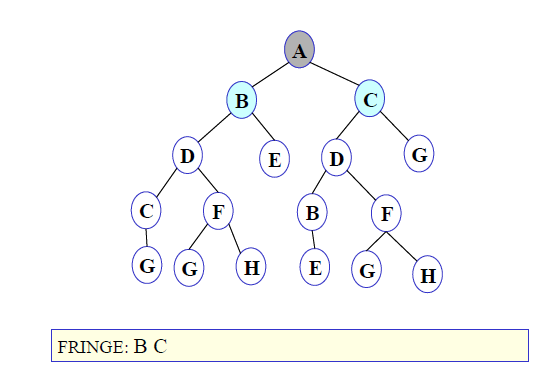 A
B C
D E D G
C F B F
G G H E G H
FRINGE: B C